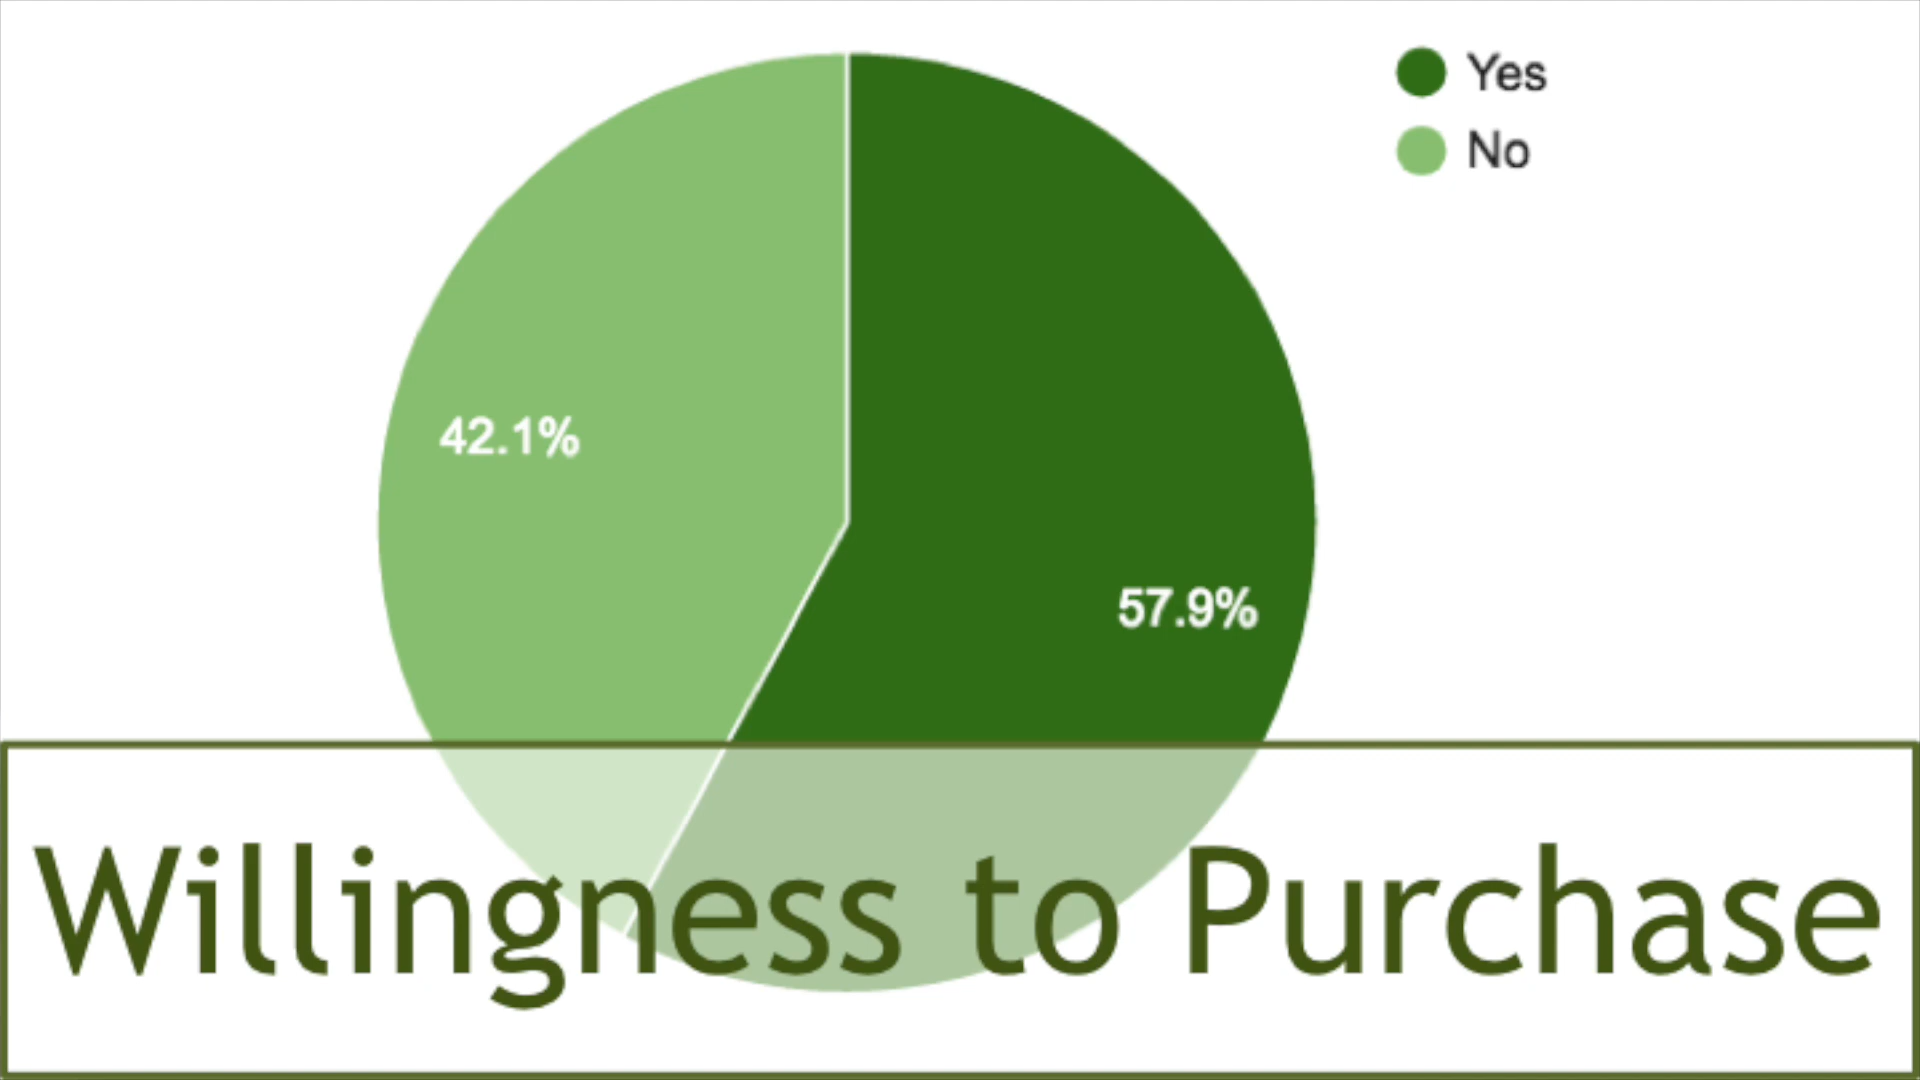 Yes
No
42.1%
57.9%
Willingness to Purchase